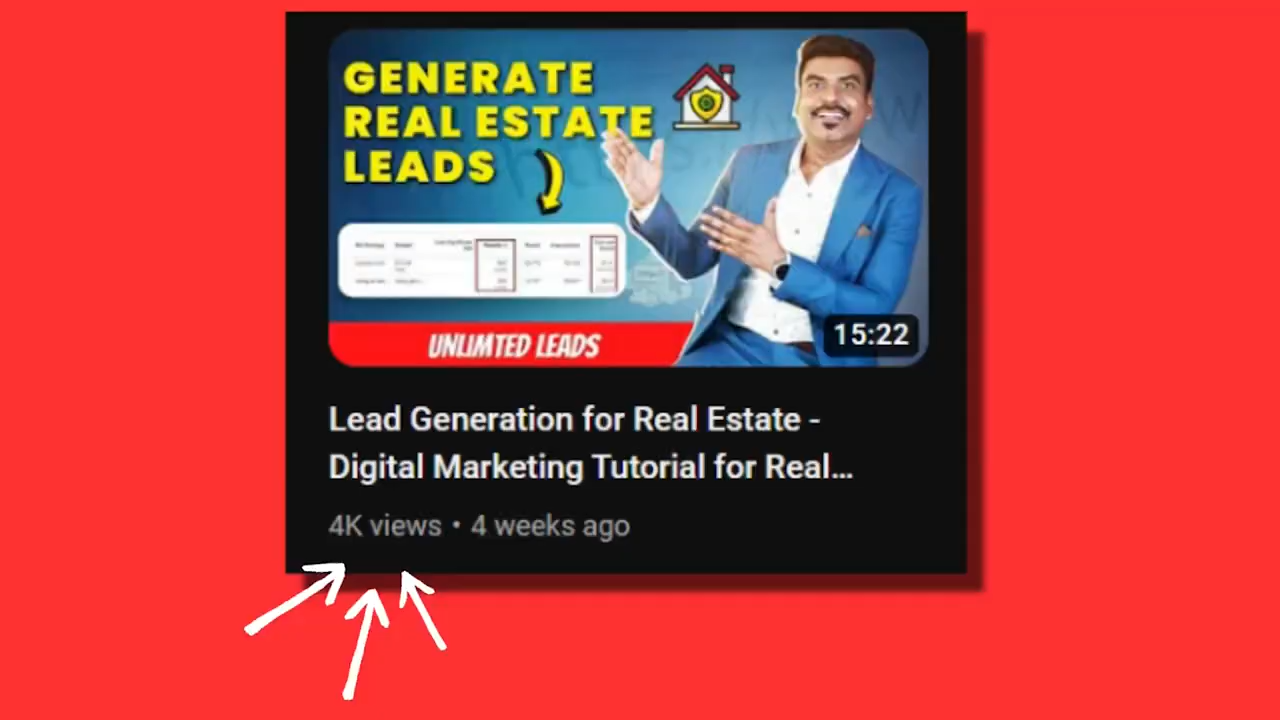 GENERATE
REAL ESTATE
LEADS
UNLIMTED LEADS
15:22
Lead Generation for Real Estate -
Digital Marketing Tutorial for Real...
4K views • 4 weeks ago